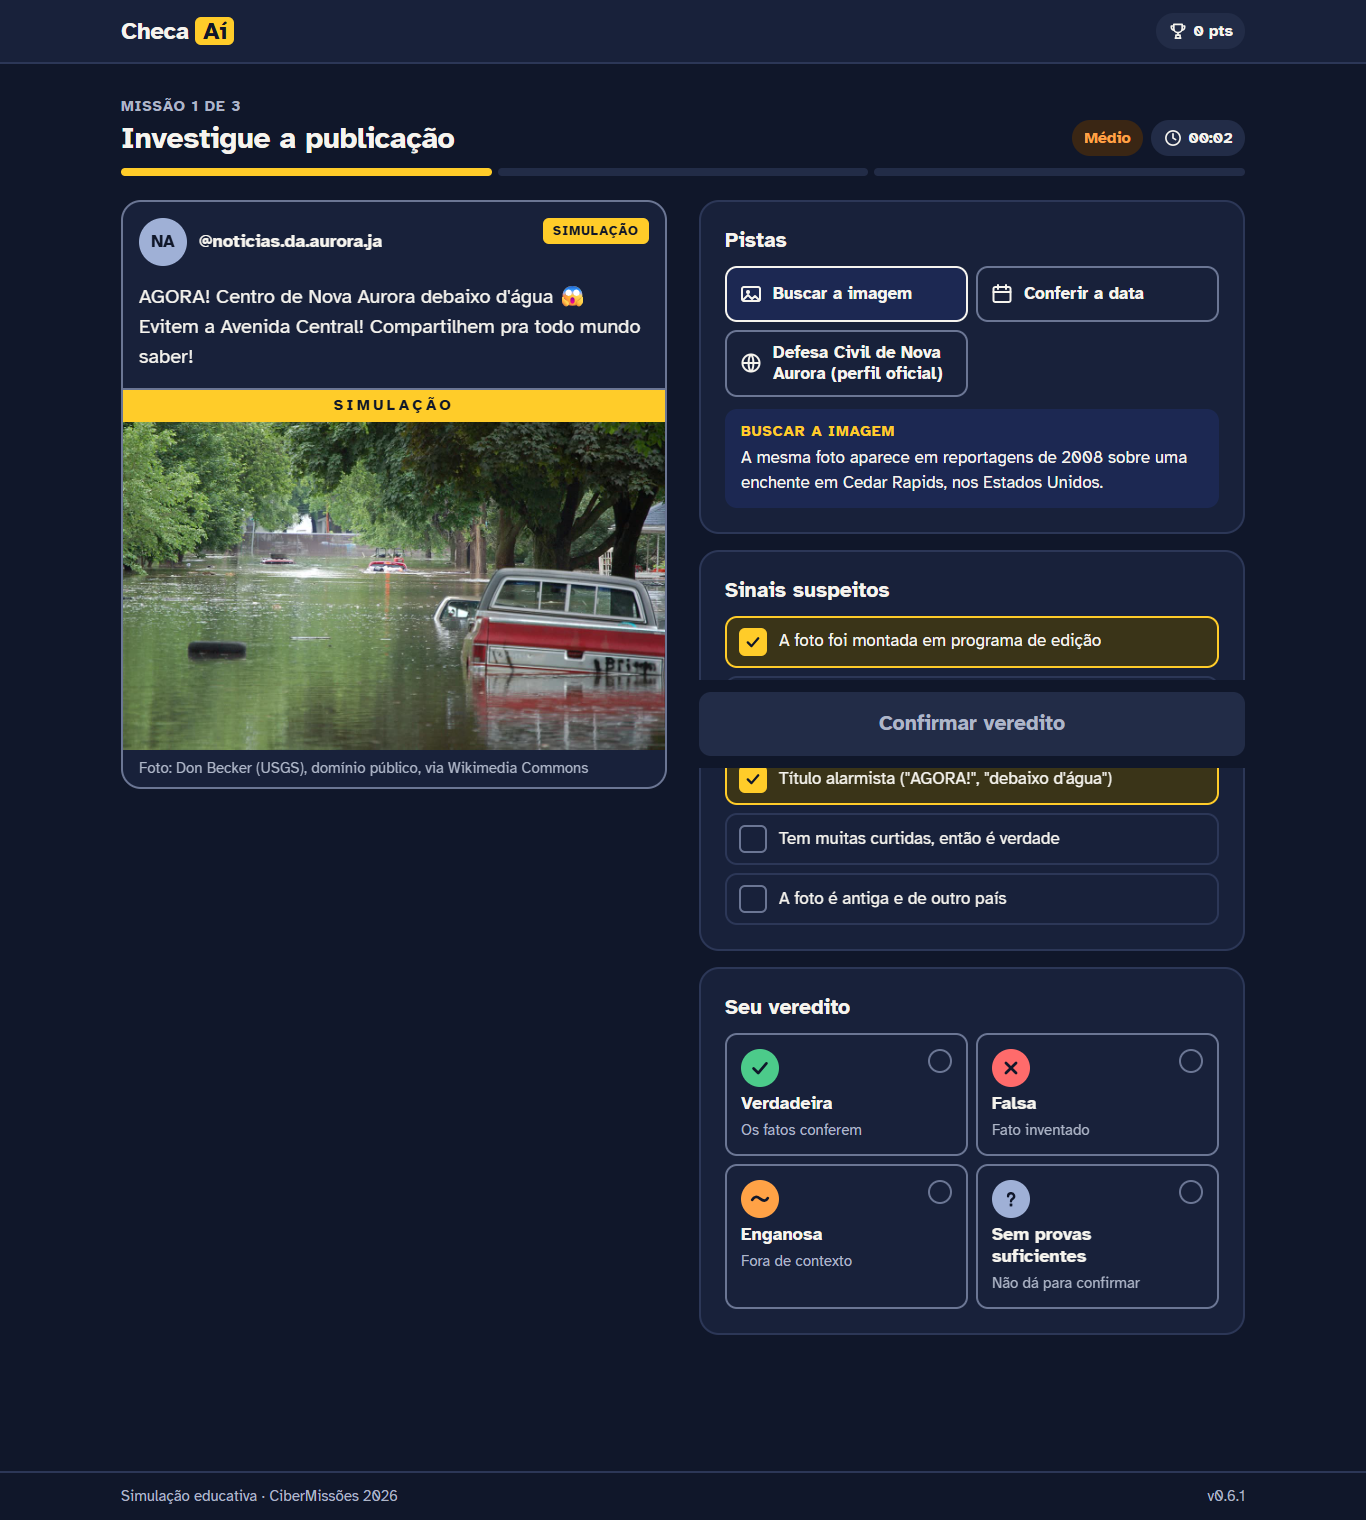 Checa Aí
0 pts
MISSÃO 1 DE 3
Investigue a publicação
Médio
00:02
NA
@noticias.da.aurora.ja
SIMULAÇÃO
AGORA! Centro de Nova Aurora debaixo d'água 😱
Evitem a Avenida Central! Compartilhem pra todo mundo
saber!
SIMULAÇÃO
Foto: Don Becker (USGS), domínio público, via Wikimedia Commons
Pistas
Buscar a imagem
Conferir a data
Defesa Civil de Nova
Aurora (perfil oficial)
BUSCAR A IMAGEM
A mesma foto aparece em reportagens de 2008 sobre uma
enchente em Cedar Rapids, nos Estados Unidos.
Sinais suspeitos
A foto foi montada em programa de edição
Confirmar veredito
Título alarmista ("AGORA!", "debaixo d'água")
Tem muitas curtidas, então é verdade
A foto é antiga e de outro país
Seu veredito
Verdadeira
Os fatos conferem
Falsa
Fato inventado
Enganosa
Fora de contexto
?
Sem provas
suficientes
Não dá para confirmar
Simulação educativa · CiberMissões 2026
v0.6.1